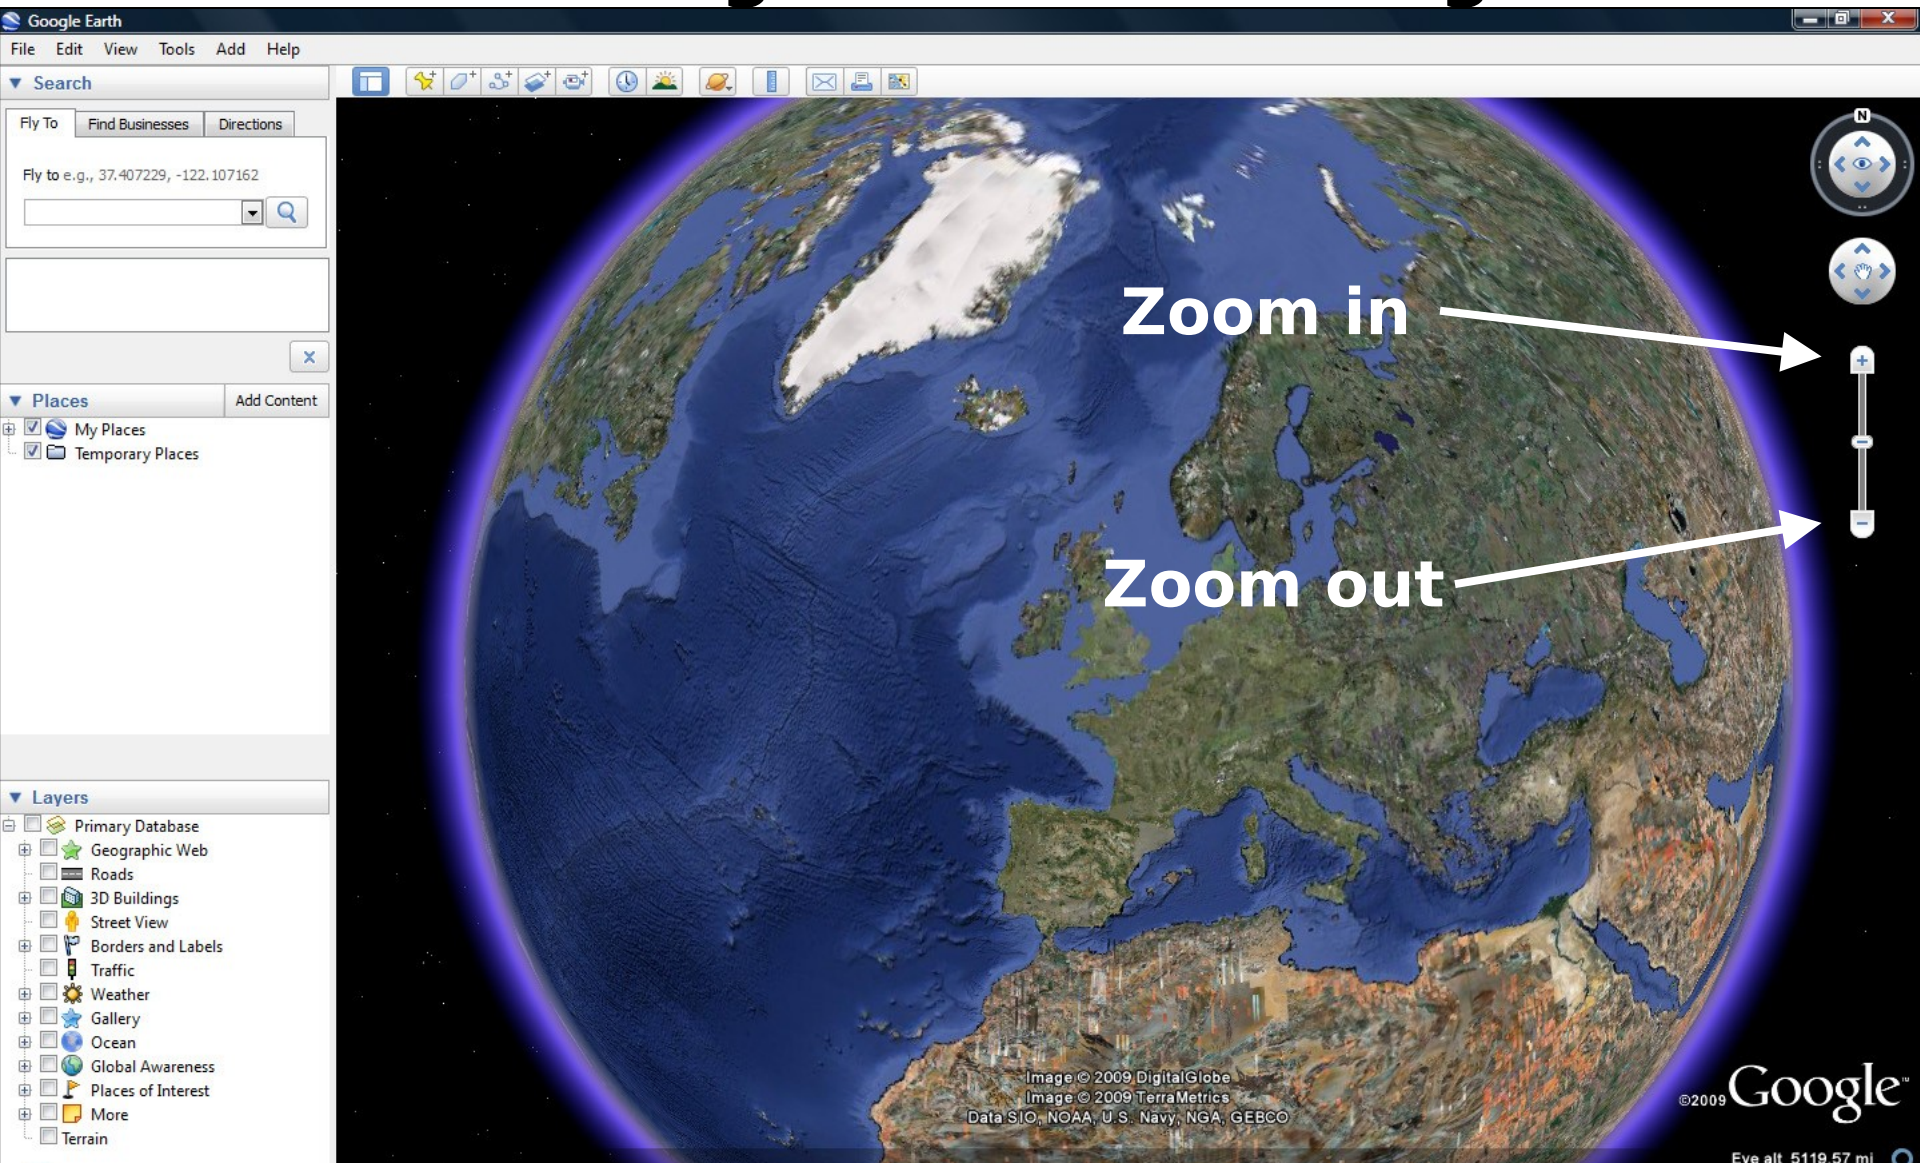 Google Earth
File Edit View Tools Add Help
Search
Fly To Find Businesses Directions
Fly to e.g., 37.407229, -122.107162
Places Add Content
My Places
Temporary Places
Layers
Primary Database
Geographic Web
Roads
3D Buildings
Street View
Borders and Labels
Traffic
Weather
Gallery
Ocean
Global Awareness
Places of Interest
More
Terrain
N
Zoom in
Zoom out
Image © 2009 DigitalGlobe
Image © 2009 TerraMetrics
Data SIO, NOAA, U.S. Navy, NGA, GEBCO
©2009 Google™
Eye alt 5119.57 mi